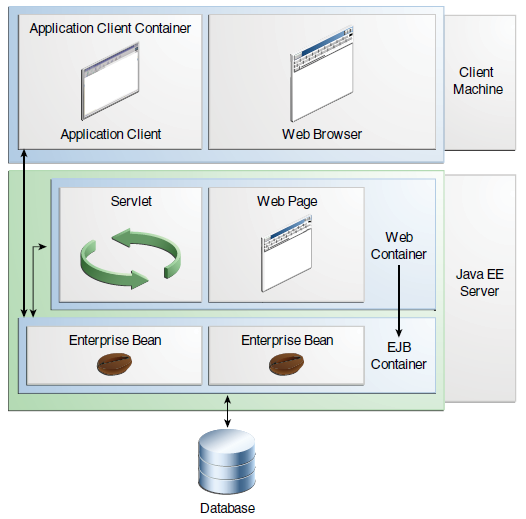 Application Client Container
Application Client
Web Browser
Client
Machine
Servlet
Web Page
Web
Container
Java EE
Server
Enterprise Bean
Enterprise Bean
EJB
Container
Database